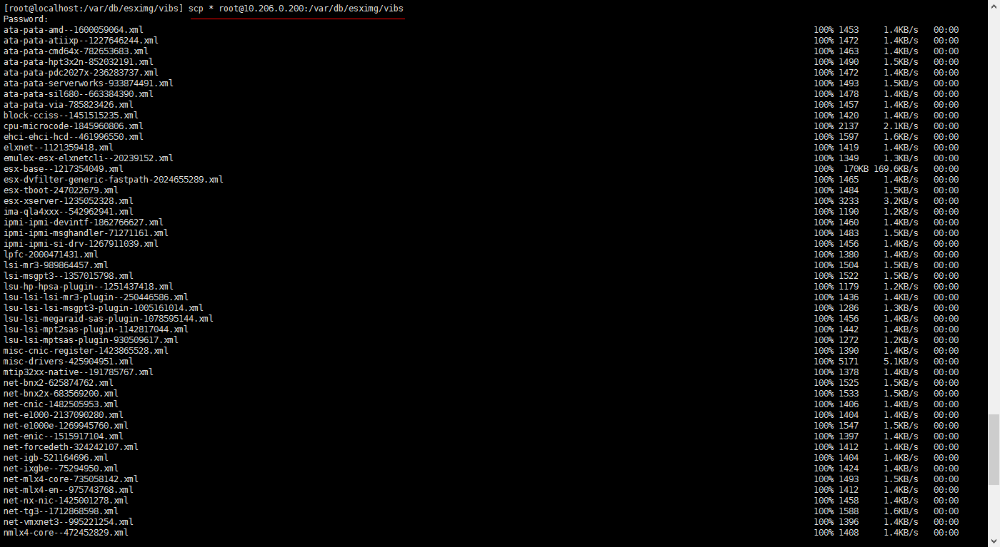 [root@localhost:/var/db/esximg/vibs] scp * root@10.206.0.200:/var/db/esximg/vibs
Password:
ata-pata-amd--1600059064.xml 100% 1453 1.4KB/s 00:00
ata-pata-atiixp--1227646244.xml 100% 1472 1.4KB/s 00:00
ata-pata-cmd64x-782653683.xml 100% 1463 1.4KB/s 00:00
ata-pata-hpt3x2n-852032191.xml 100% 1490 1.5KB/s 00:00
ata-pata-pdc2027x-236283737.xml 100% 1472 1.4KB/s 00:00
ata-pata-serverworks-933874491.xml 100% 1493 1.5KB/s 00:00
ata-pata-sil680--663384390.xml 100% 1478 1.4KB/s 00:00
ata-pata-via-785823426.xml 100% 1457 1.4KB/s 00:00
block-cciss--1451515235.xml 100% 1420 1.4KB/s 00:00
cpu-microcode-1845960806.xml 100% 2137 2.1KB/s 00:00
ehci-ehci-hcd--461996550.xml 100% 1597 1.6KB/s 00:00
elxnet--1121359418.xml 100% 1419 1.4KB/s 00:00
emulex-esx-elxnetcli--20239152.xml 100% 1349 1.3KB/s 00:00
esx-base--1217354049.xml 100% 170KB 169.6KB/s 00:00
esx-dvfilter-generic-fastpath-2024655289.xml 100% 1465 1.4KB/s 00:00
esx-tboot-247022679.xml 100% 1484 1.5KB/s 00:00
esx-xserver-1235052328.xml 100% 3233 3.2KB/s 00:00
ima-qla4xxx--542962941.xml 100% 1190 1.2KB/s 00:00
ipmi-ipmi-devintf-1862766627.xml 100% 1460 1.4KB/s 00:00
ipmi-ipmi-msghandler-71271161.xml 100% 1483 1.5KB/s 00:00
ipmi-ipmi-si-drv-1267911039.xml 100% 1456 1.4KB/s 00:00
lpfc-2000471431.xml 100% 1380 1.4KB/s 00:00
lsi-mr3-989864457.xml 100% 1504 1.5KB/s 00:00
lsi-msgpt3--1357015798.xml 100% 1522 1.5KB/s 00:00
lsu-hp-hpsa-plugin--1251437418.xml 100% 1179 1.2KB/s 00:00
lsu-lsi-lsi-mr3-plugin--250446586.xml 100% 1436 1.4KB/s 00:00
lsu-lsi-lsi-msgpt3-plugin-1005161014.xml 100% 1286 1.3KB/s 00:00
lsu-lsi-megaraid-sas-plugin-1078595144.xml 100% 1456 1.4KB/s 00:00
lsu-lsi-mpt2sas-plugin-1142817044.xml 100% 1442 1.4KB/s 00:00
lsu-lsi-mptsas-plugin-930509617.xml 100% 1272 1.2KB/s 00:00
misc-cnic-register-1423865528.xml 100% 1390 1.4KB/s 00:00
misc-drivers-425904951.xml 100% 5171 5.1KB/s 00:00
mtip32xx-native--191785767.xml 100% 1378 1.4KB/s 00:00
net-bnx2-625874762.xml 100% 1525 1.5KB/s 00:00
net-bnx2x-683569200.xml 100% 1533 1.5KB/s 00:00
net-cnic-1482505953.xml 100% 1406 1.4KB/s 00:00
net-e1000-2137090280.xml 100% 1404 1.4KB/s 00:00
net-e1000e-1269945760.xml 100% 1547 1.5KB/s 00:00
net-enic--1515917104.xml 100% 1397 1.4KB/s 00:00
net-forcedeth-324242107.xml 100% 1412 1.4KB/s 00:00
net-igb-521164696.xml 100% 1404 1.4KB/s 00:00
net-ixgbe--75294950.xml 100% 1424 1.4KB/s 00:00
net-mlx4-core-735058142.xml 100% 1493 1.5KB/s 00:00
net-mlx4-en--975743768.xml 100% 1412 1.4KB/s 00:00
net-nx-nic-1425001278.xml 100% 1458 1.4KB/s 00:00
net-tg3--1712868598.xml 100% 1588 1.6KB/s 00:00
net-vmxnet3--995221254.xml 100% 1396 1.4KB/s 00:00
nmlx4-core--472452829.xml 100% 1408 1.4KB/s 00:00